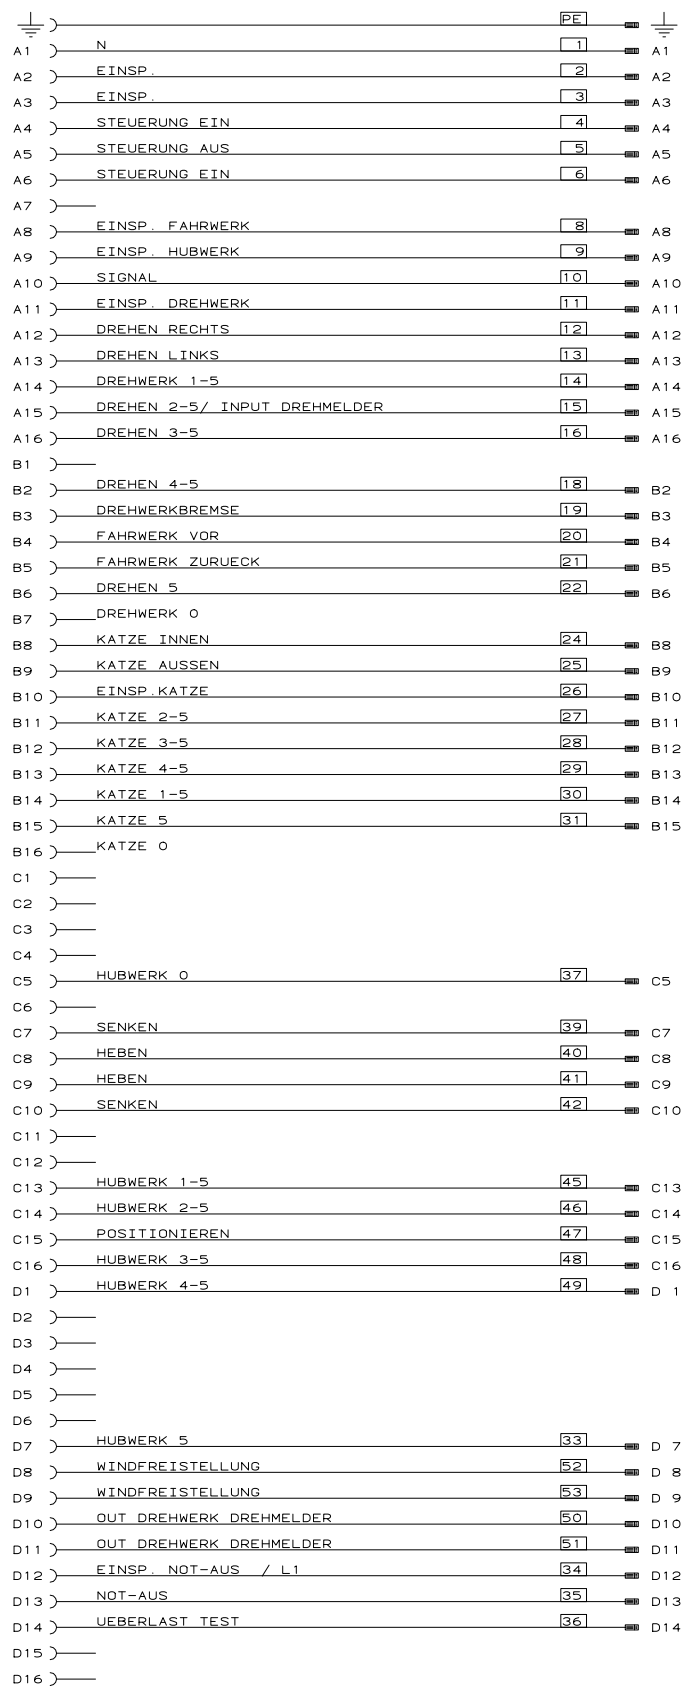 PE
A1 N 1 A1
A2 EINSP. 2 A2
A3 EINSP. 3 A3
A4 STEUERUNG EIN 4 A4
A5 STEUERUNG AUS 5 A5
A6 STEUERUNG EIN 6 A6
A7
A8 EINSP. FAHRWERK 8 A8
A9 EINSP. HUBWERK 9 A9
A10 SIGNAL 10 A10
A11 EINSP. DREHWERK 11 A11
A12 DREHEN RECHTS 12 A12
A13 DREHEN LINKS 13 A13
A14 DREHWERK 1-5 14 A14
A15 DREHEN 2-5/ INPUT DREHMELDER 15 A15
A16 DREHEN 3-5 16 A16
B1
B2 DREHEN 4-5 18 B2
B3 DREHWERKBREMSE 19 B3
B4 FAHRWERK VOR 20 B4
B5 FAHRWERK ZURUECK 21 B5
B6 DREHEN 5 22 B6
B7 DREHWERK 0
B8 KATZE INNEN 24 B8
B9 KATZE AUSSEN 25 B9
B10 EINSP.KATZE 26 B10
B11 KATZE 2-5 27 B11
B12 KATZE 3-5 28 B12
B13 KATZE 4-5 29 B13
B14 KATZE 1-5 30 B14
B15 KATZE 5 31 B15
B16 KATZE 0
C1
C2
C3
C4
C5 HUBWERK 0 37 C5
C6
C7 SENKEN 39 C7
C8 HEBEN 40 C8
C9 HEBEN 41 C9
C10 SENKEN 42 C10
C11
C12
C13 HUBWERK 1-5 45 C13
C14 HUBWERK 2-5 46 C14
C15 POSITIONIEREN 47 C15
C16 HUBWERK 3-5 48 C16
D1 HUBWERK 4-5 49 D 1
D2
D3
D4
D5
D6
D7 HUBWERK 5 33 D 7
D8 WINDFREISTELLUNG 52 D 8
D9 WINDFREISTELLUNG 53 D 9
D10 OUT DREHWERK DREHMELDER 50 D10
D11 OUT DREHWERK DREHMELDER 51 D11
D12 EINSP. NOT-AUS / L1 34 D12
D13 NOT-AUS 35 D13
D14 UEBERLAST TEST 36 D14
D15
D16